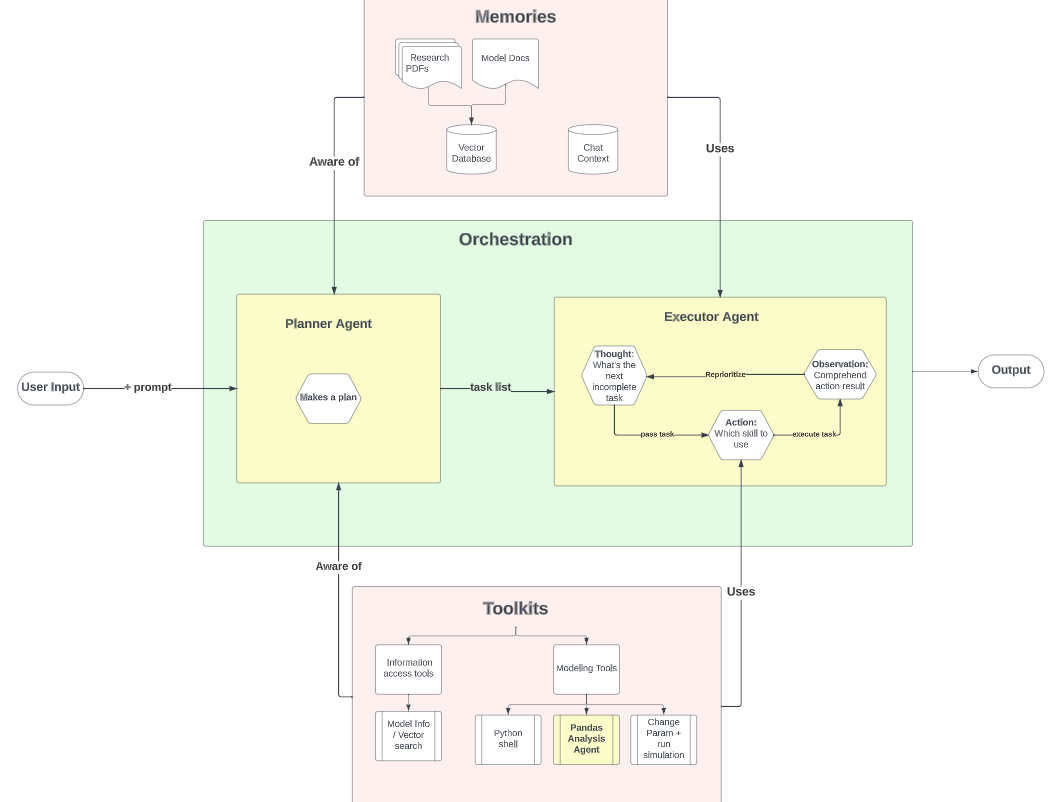 Memories
Research
PDFs
Model Docs
Vector
Database
Chat
Context
Aware of
Uses
Orchestration
Planner Agent
Makes a plan
Executor Agent
Thought:
What's the
next
incomplete
task
Reprioritize
Observation:
Comprehend
action result
pass task
Action:
Which skill to
use
execute task
User Input
+ prompt
task list
Output
Aware of
Uses
Toolkits
Information
access tools
Modeling Tools
Model Info
/ Vector
search
Python
shell
Pandas
Analysis
Agent
Change
Param +
run
simulation